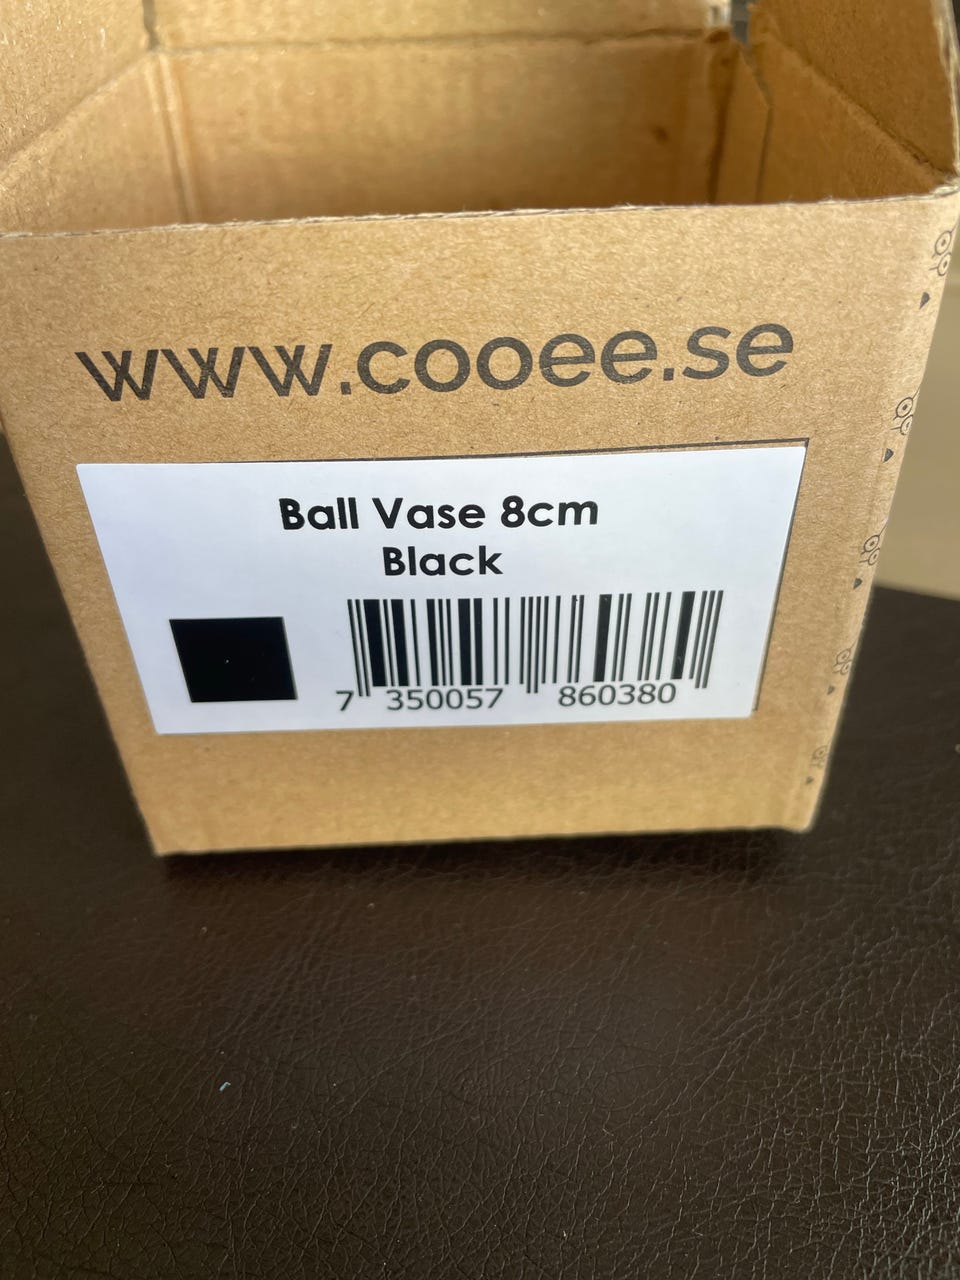 www.cooee.se
Ball Vase 8cm
Black
7 350057 860380